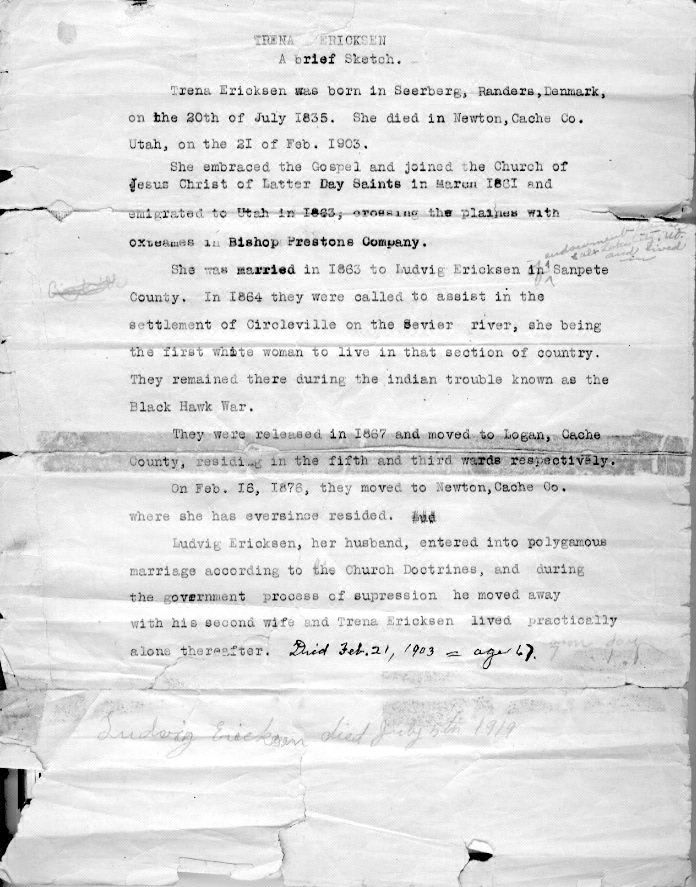 TRENA ERICKSEN
A brief Sketch.
Trena Ericksen was born in Seerberg, Randers,Denmark,
on the 20th of July 1835. She died in Newton,Cache Co.
Utah, on the 21 of Feb. 1903.
She embraced the Gospel and joined the Church of
Jesus Christ of Latter Day Saints in March 1861 and
emigrated to Utah in 1863, crossing the plaines with
oxteames in Bishop Prestons Company.
endowment
Salt Lake
and lived
She was married in 1863 to Ludvig Ericksen in Sanpete
County. In 1864 they were called to assist in the
settlement of Circleville on the Sevier river, she being
the first white woman to live in that section of country.
They remained there during the indian trouble known as the
Black Hawk War.
They were released in 1867 and moved to Logan, Cache
County, residing in the fifth and third wards respectively.
On Feb. 16, 1876, they moved to Newton,Cache Co.
where she has eversince resided.
Ludvig Ericksen, her husband, entered into polygamous
marriage according to the Church Doctrines, and during
the government process of supression he moved away
with his second wife and Trena Ericksen lived practically
alone thereafter. Died Feb. 21, 1903 = age 67.
Ludvig Ericksen died July 5th 1919